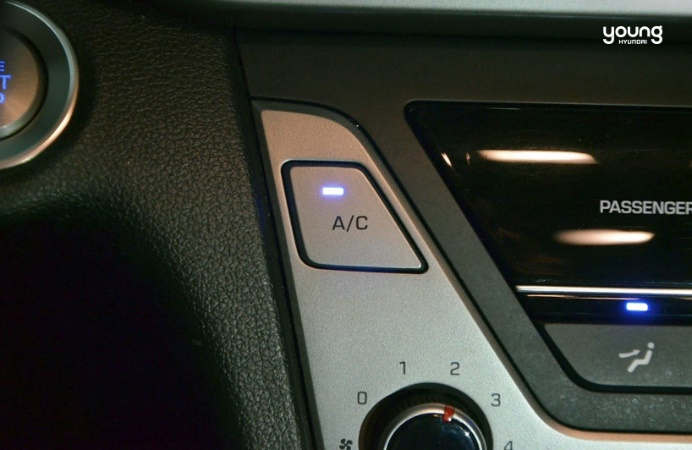 young
HYUNDAI
T
A/C
PASSENGER
0
1
2
3
4